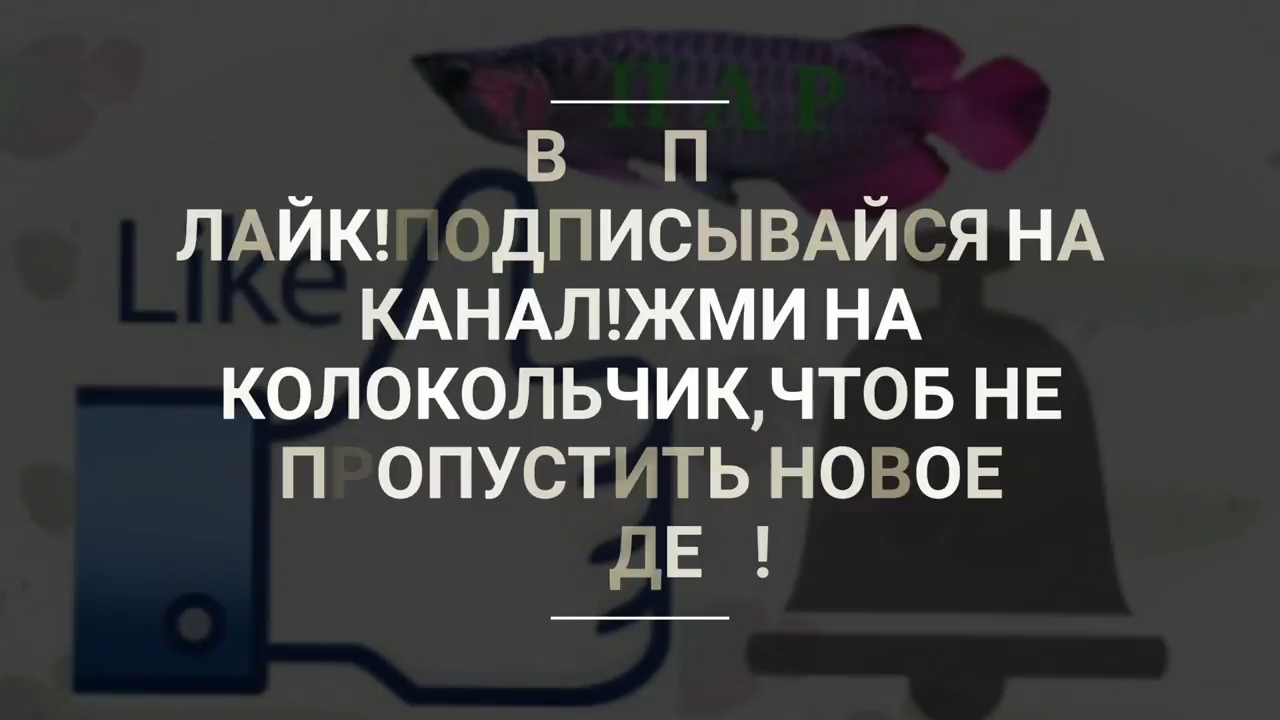 ПАР
В П
ЛАЙК!ПОДПИСЫВАЙСЯ НА
Like
КАНАЛ!ЖМИ НА
КОЛОКОЛЬЧИК,ЧТОБ НЕ
ПРОПУСТИТЬ НОВОЕ
ДЕ !